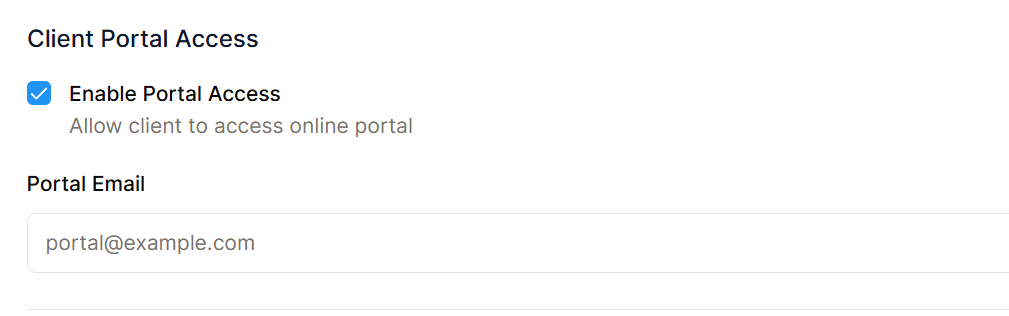 Client Portal Access
Enable Portal Access
Allow client to access online portal
Portal Email
portal@example.com